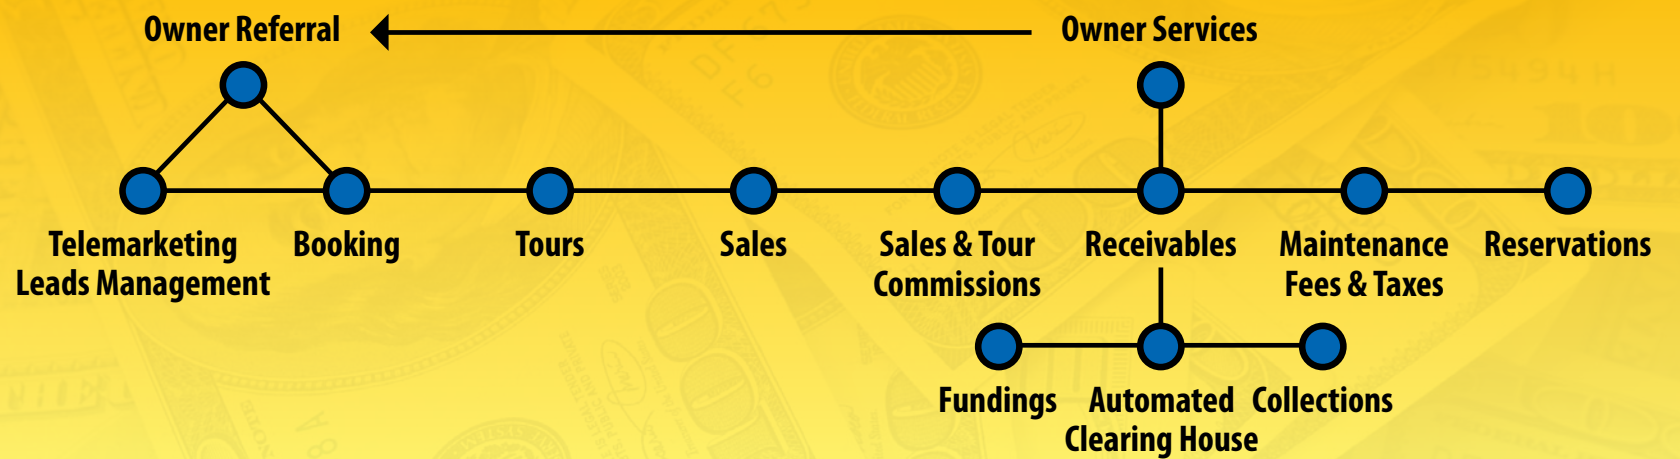 Owner Referral
Owner Services
Telemarketing
Leads Management
Booking
Tours
Sales
Sales & Tour
Commissions
Receivables
Maintenance
Fees & Taxes
Reservations
Fundings
Automated
Clearing House
Collections